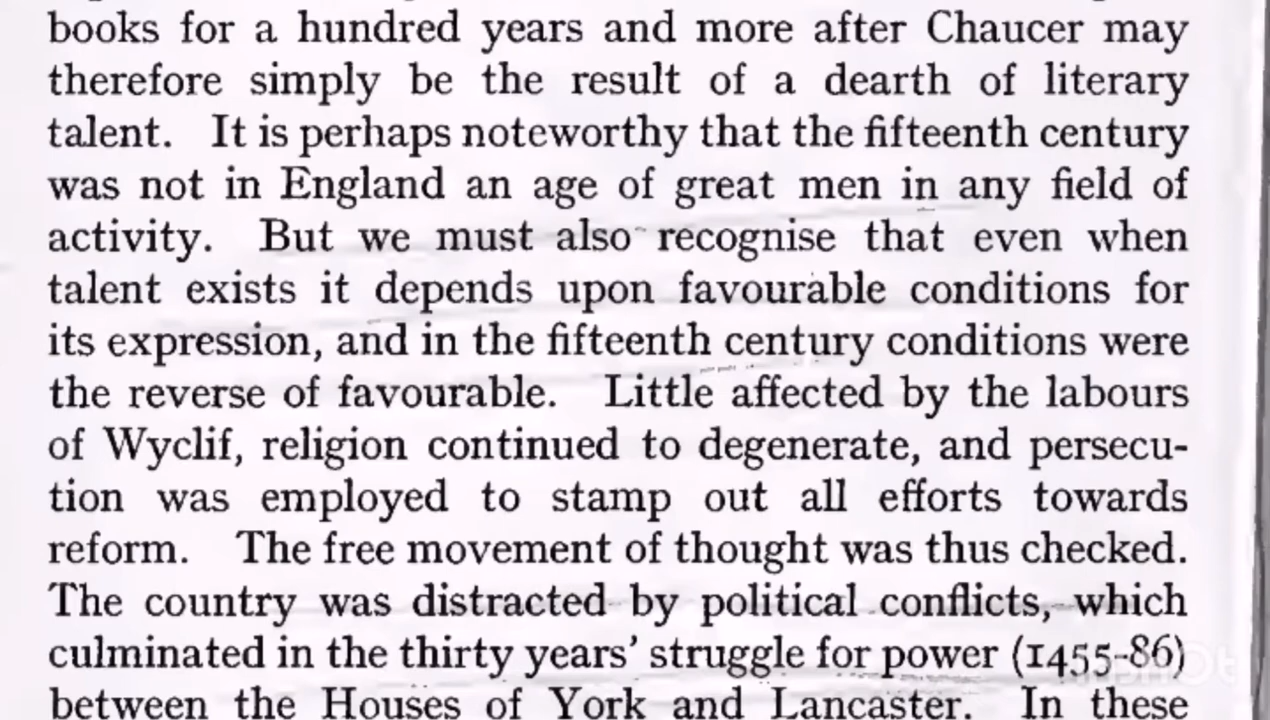 books for a hundred years and more after Chaucer may
therefore simply be the result of a dearth of literary
talent. It is perhaps noteworthy that the fifteenth century
was not in England an age of great men in any field of
activity. But we must also recognise that even when
talent exists it depends upon favourable conditions for
its expression, and in the fifteenth century conditions were
the reverse of favourable. Little affected by the labours
of Wyclif, religion continued to degenerate, and persecu-
tion was employed to stamp out all efforts towards
reform. The free movement of thought was thus checked.
The country was distracted by political conflicts, which
culminated in the thirty years’ struggle for power (1455-86)
between the Houses of York and Lancaster. In these